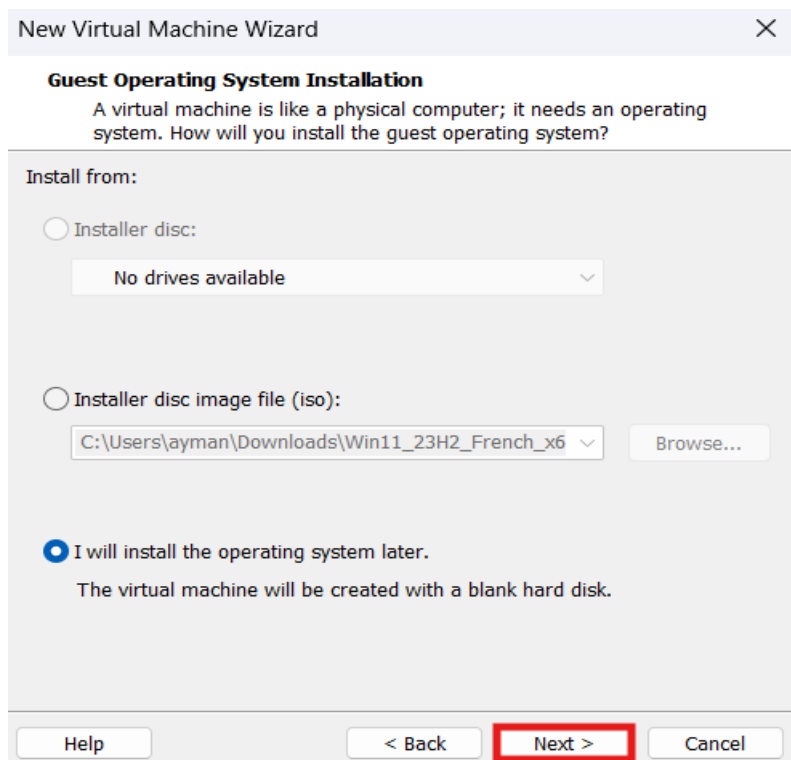 New Virtual Machine Wizard
Guest Operating System Installation
A virtual machine is like a physical computer; it needs an operating
system. How will you install the guest operating system?
Install from:
Installer disc:
No drives available
Installer disc image file (iso):
C:\Users\ayman\Downloads\Win11_23H2_French_x6
Browse...
I will install the operating system later.
The virtual machine will be created with a blank hard disk.
Help < Back Next > Cancel